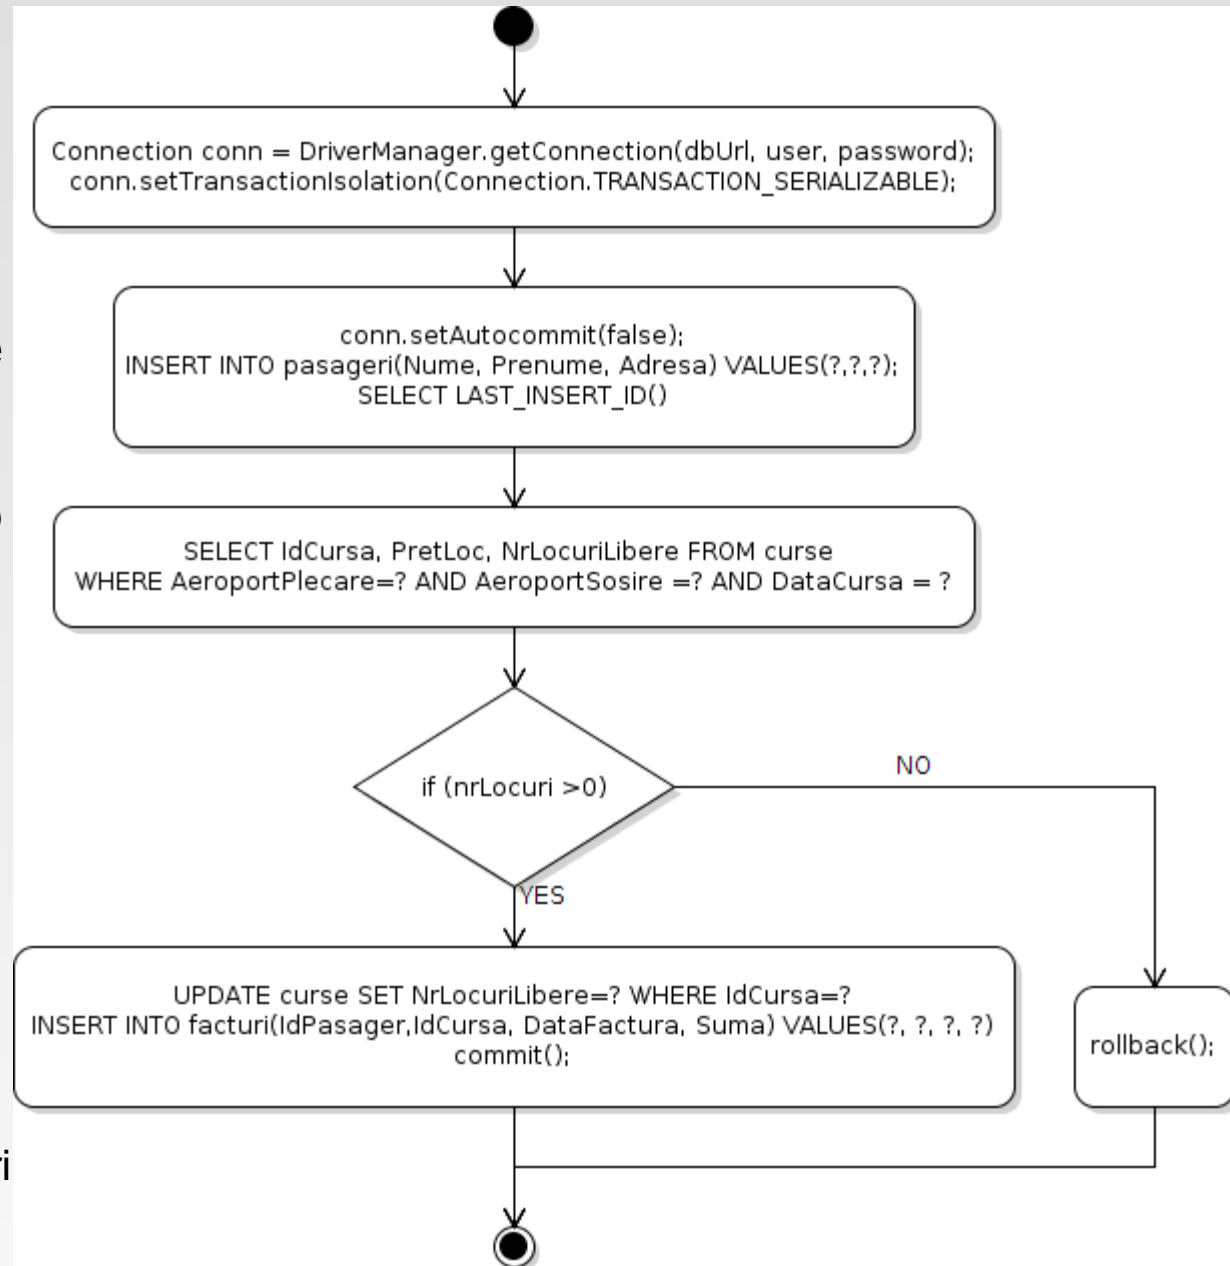 Connection conn = DriverManager.getConnection(dbUrl, user, password);
conn.setTransactionIsolation(Connection.TRANSACTION_SERIALIZABLE);
conn.setAutocommit(false);
INSERT INTO pasageri(Nume, Prenume, Adresa) VALUES(?,?,?);
SELECT LAST_INSERT_ID()
SELECT IdCursa, PretLoc, NrLocuriLibere FROM curse
WHERE AeroportPlecare=? AND AeroportSosire =? AND DataCursa = ?
if (nrLocuri >0)
NO
YES
UPDATE curse SET NrLocuriLibere=? WHERE IdCursa=?
INSERT INTO facturi(IdPasager,IdCursa, DataFactura, Suma) VALUES(?, ?, ?, ?)
commit();
rollback();
ri